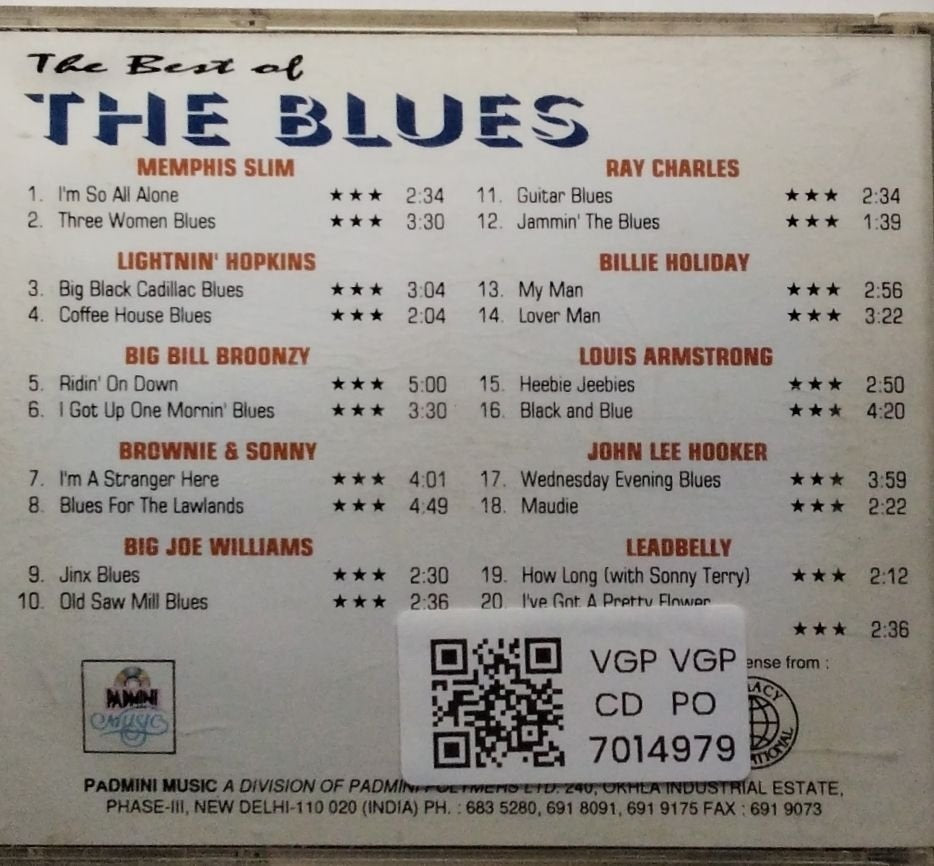 The Best of
THE BLUES
MEMPHIS SLIM
1. I'm So All Alone ★★★ 2:34
2. Three Women Blues ★★★ 3:30
LIGHTNIN' HOPKINS
3. Big Black Cadillac Blues ★★★ 3:04
4. Coffee House Blues ★★★ 2:04
BIG BILL BROONZY
5. Ridin' On Down ★★★ 5:00
6. I Got Up One Mornin' Blues ★★★ 3:30
BROWNIE & SONNY
7. I'm A Stranger Here ★★★ 4:01
8. Blues For The Lawlands ★★★ 4:49
BIG JOE WILLIAMS
9. Jinx Blues ★★★ 2:30
10. Old Saw Mill Blues ★★★ 2:36
RAY CHARLES
11. Guitar Blues ★★★ 2:34
12. Jammin' The Blues ★★★ 1:39
BILLIE HOLIDAY
13. My Man ★★★ 2:56
14. Lover Man ★★★ 3:22
LOUIS ARMSTRONG
15. Heebie Jeebies ★★★ 2:50
16. Black and Blue ★★★ 4:20
JOHN LEE HOOKER
17. Wednesday Evening Blues ★★★ 3:59
18. Maudie ★★★ 2:22
LEADBELLY
19. How Long (with Sonny Terry) ★★★ 2:12
20. I've Got A Pretty Flower
★★★ 2:36
VGP VGP
CD PO
7014979
from :
PADMINI
MUSIC
PADMINI MUSIC A DIVISION OF PADMINI POLYMERS LTD. 240, OKHLA INDUSTRIAL ESTATE,
PHASE-III, NEW DELHI-110 020 (INDIA) PH. : 683 5280, 691 8091, 691 9175 FAX : 691 9073